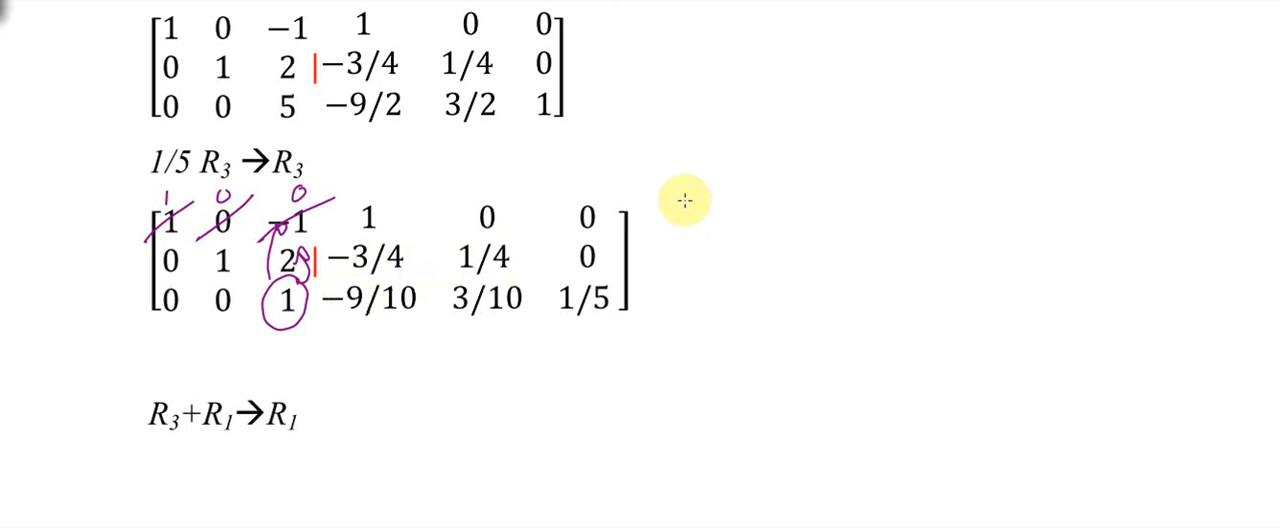 1 0 −1 1 0 0
0 1 2 | −3/4 1/4 0
0 0 5 −9/2 3/2 1
1/5 R3 → R3
1 0 0
1 0 −1 1 0 0
0 1 2 | −3/4 1/4 0
0 0 1 −9/10 3/10 1/5
R3+R1→R1